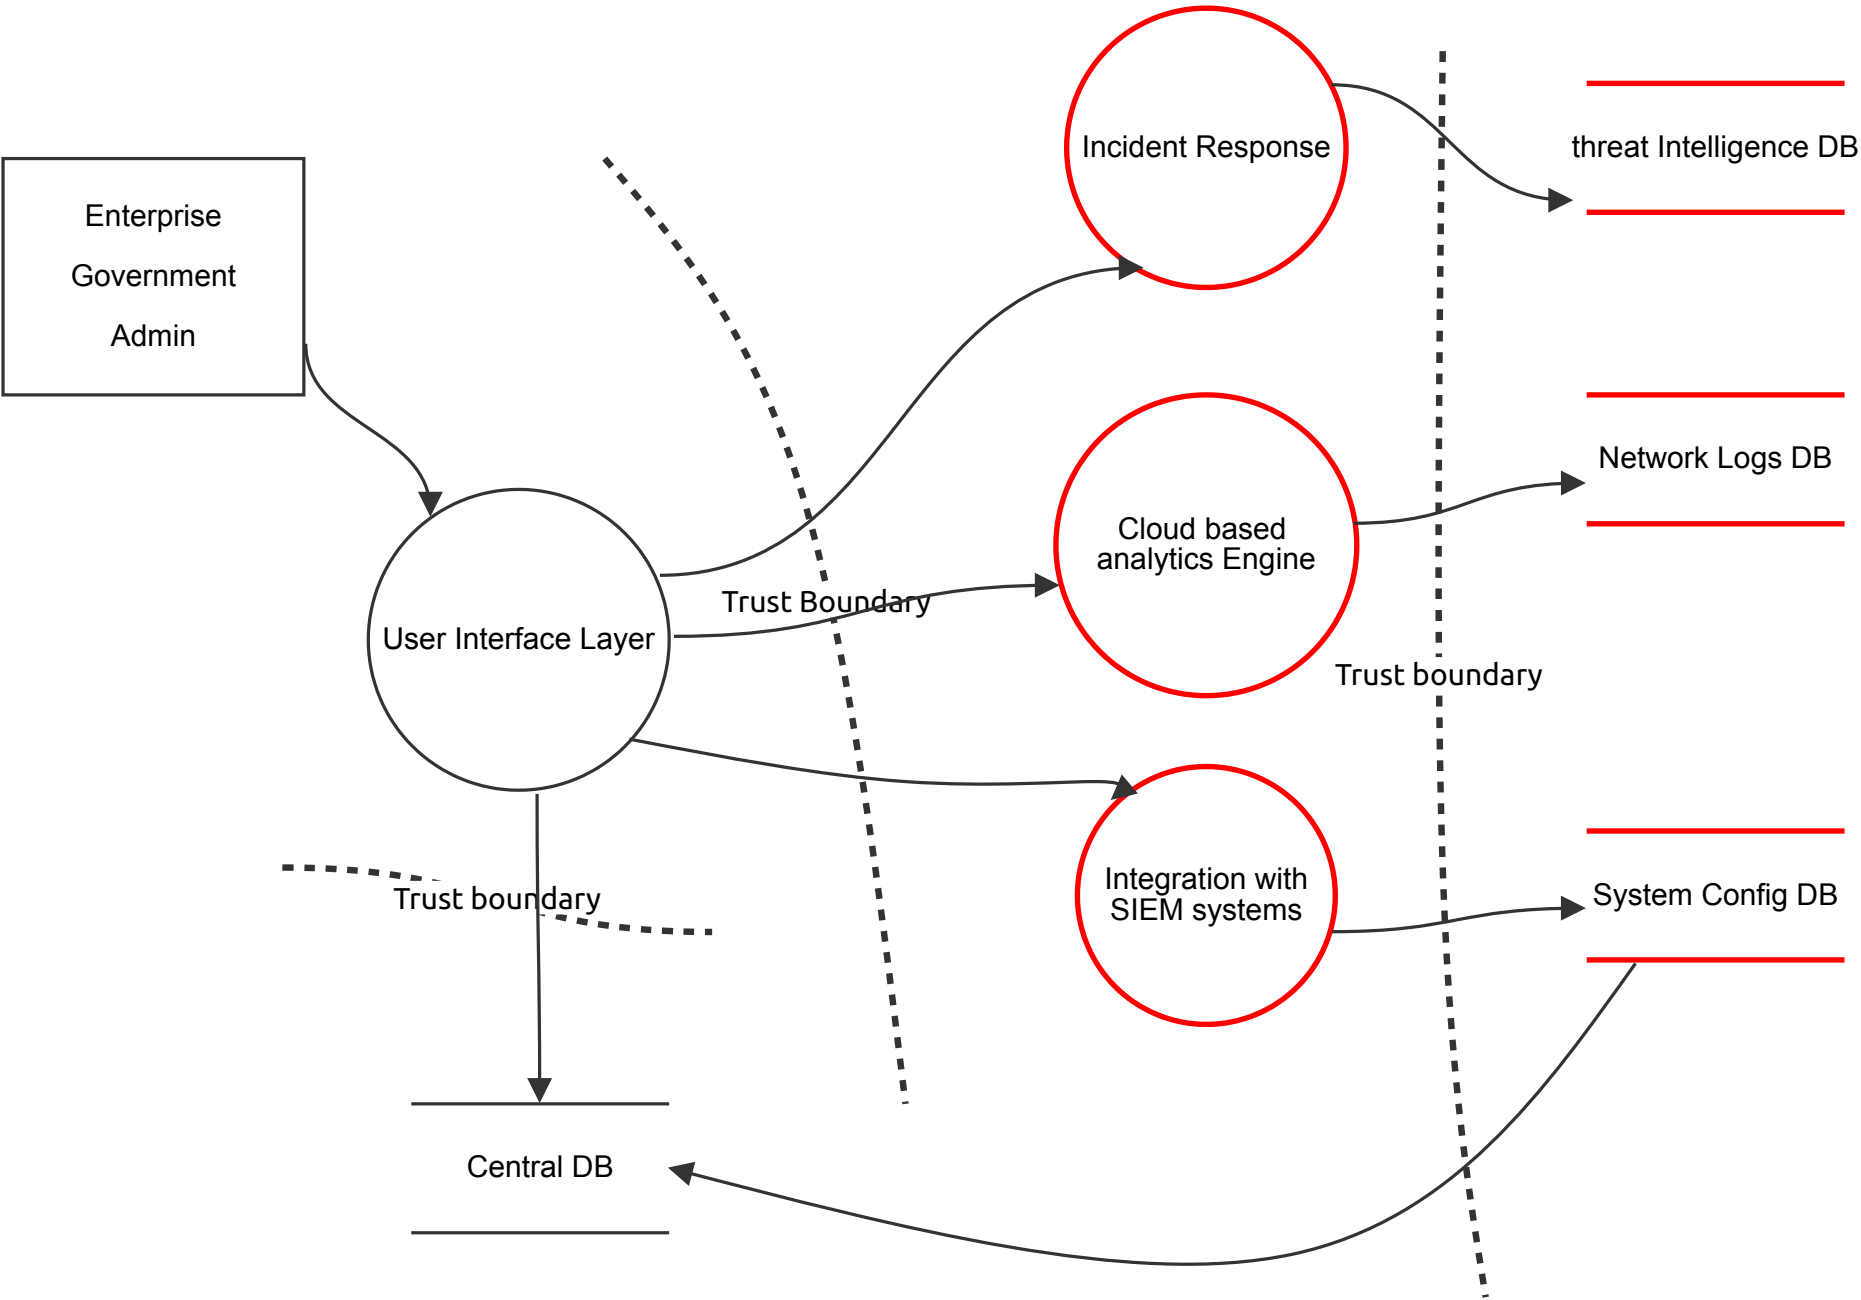 Incident Response
threat Intelligence DB
Enterprise
Government
Admin
Network Logs DB
Cloud based
analytics Engine
Trust Boundary
User Interface Layer
Trust boundary
Integration with
SIEM systems
System Config DB
Trust boundary
Central DB